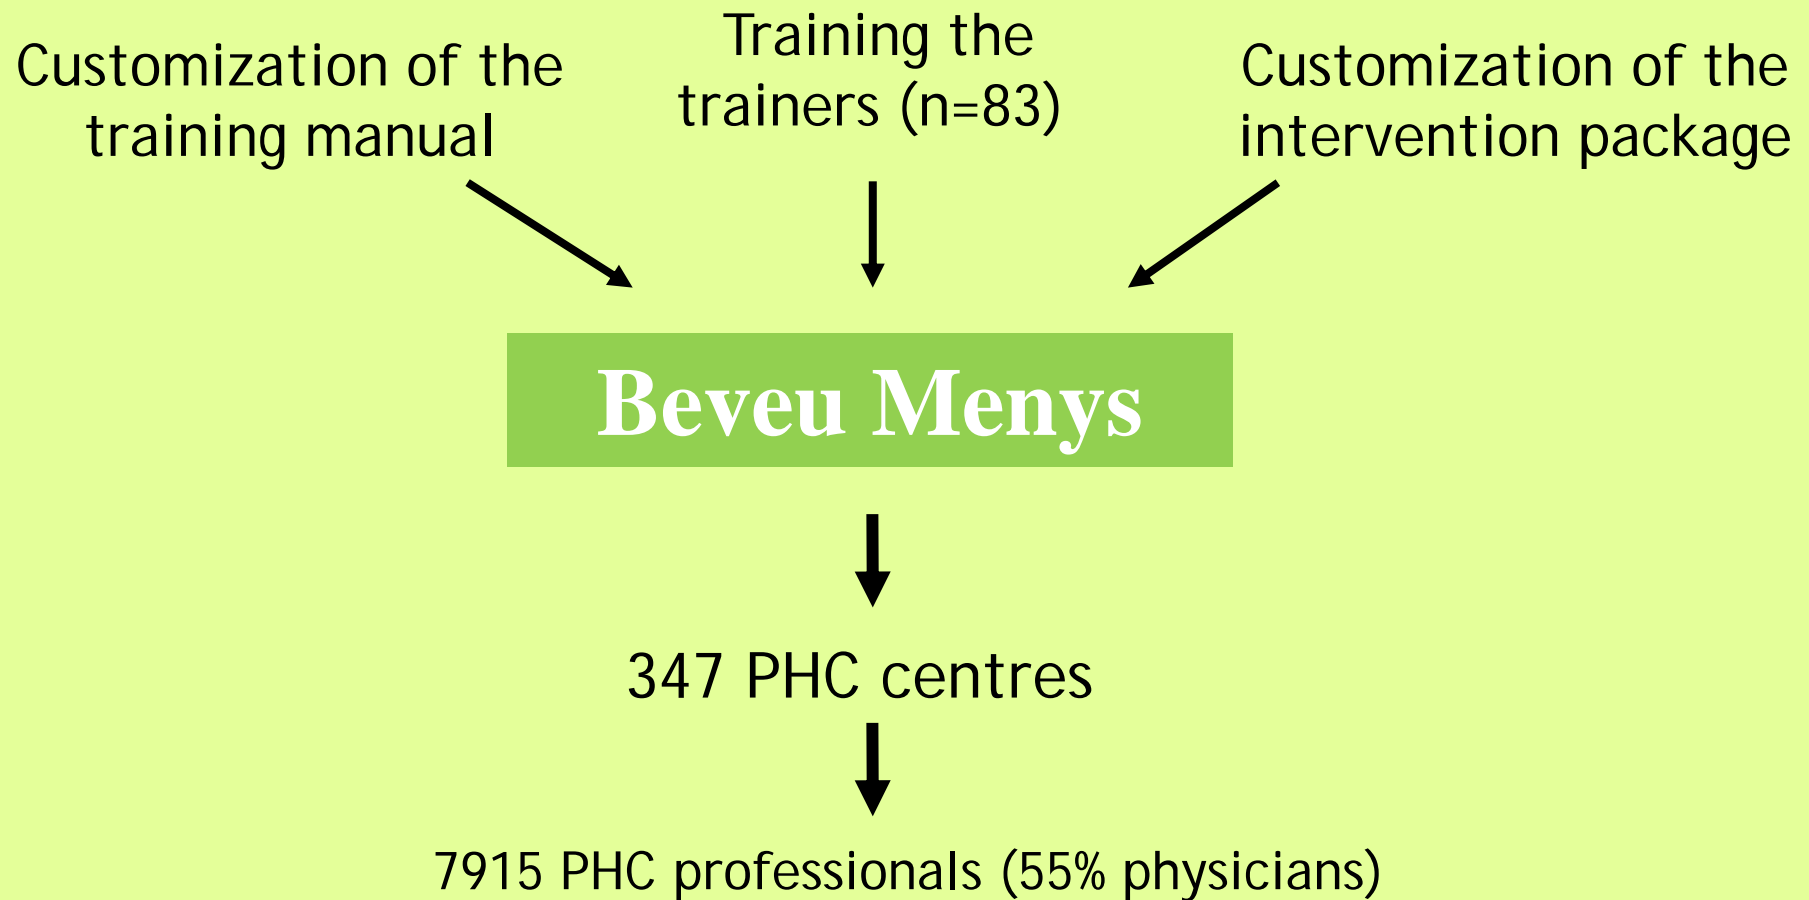 Customization of the
training manual
Training the
trainers (n=83)
Customization of the
intervention package
Beveu Menys
347 PHC centres
7915 PHC professionals (55% physicians)